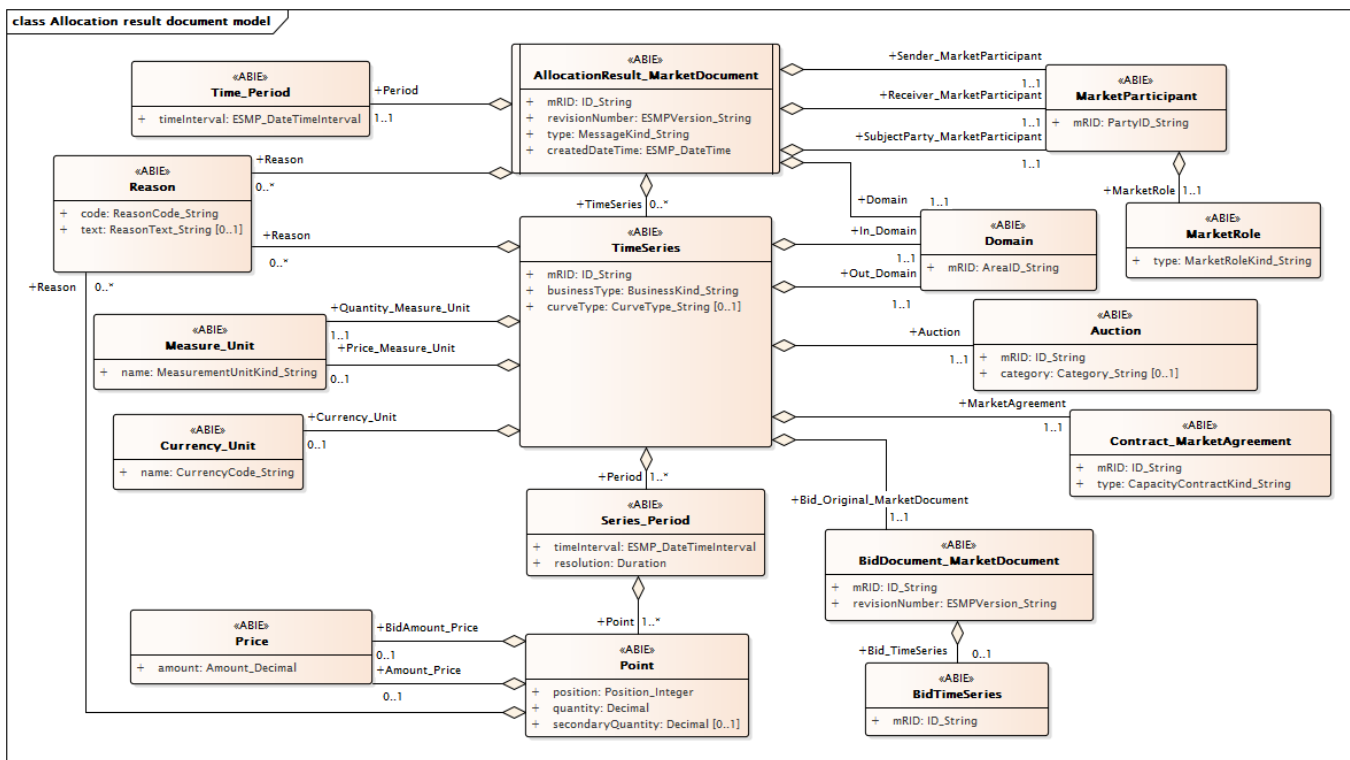 class Allocation result document model
«ABIE»
AllocationResult_MarketDocument
+ mRID: ID_String
+ revisionNumber: ESMPVersion_String
+ type: MessageKind_String
+ createdDateTime: ESMP_DateTime
«ABIE»
Time_Period
+ timeInterval: ESMP_DateTimeInterval
+Period
1..1
+Sender_MarketParticipant
1..1
+Receiver_MarketParticipant
1..1
+SubjectParty_MarketParticipant
1..1
«ABIE»
MarketParticipant
+ mRID: PartyID_String
+MarketRole
1..1
«ABIE»
MarketRole
+ type: MarketRoleKind_String
«ABIE»
Reason
+ code: ReasonCode_String
+ text: ReasonText_String [0..1]
+Reason
0..*
+Reason
0..*
+Reason
0..*
+TimeSeries
0..*
«ABIE»
TimeSeries
+ mRID: ID_String
+ businessType: BusinessKind_String
+ curveType: CurveType_String [0..1]
+Domain
1..1
+In_Domain
1..1
+Out_Domain
1..1
«ABIE»
Domain
+ mRID: AreaID_String
+Quantity_Measure_Unit
1..1
+Price_Measure_Unit
0..1
«ABIE»
Measure_Unit
+ name: MeasurementUnitKind_String
+Auction
1..1
«ABIE»
Auction
+ mRID: ID_String
+ category: Category_String [0..1]
+Currency_Unit
0..1
«ABIE»
Currency_Unit
+ name: CurrencyCode_String
+MarketAgreement
1..1
«ABIE»
Contract_MarketAgreement
+ mRID: ID_String
+ type: CapacityContractKind_String
+Period
1..*
«ABIE»
Series_Period
+ timeInterval: ESMP_DateTimeInterval
+ resolution: Duration
+Bid_Original_MarketDocument
1..1
«ABIE»
BidDocument_MarketDocument
+ mRID: ID_String
+ revisionNumber: ESMPVersion_String
+Point
1..*
«ABIE»
Price
+ amount: Amount_Decimal
+BidAmount_Price
0..1
+Amount_Price
0..1
«ABIE»
Point
+ position: Position_Integer
+ quantity: Decimal
+ secondaryQuantity: Decimal [0..1]
+Bid_TimeSeries
0..1
«ABIE»
BidTimeSeries
+ mRID: ID_String